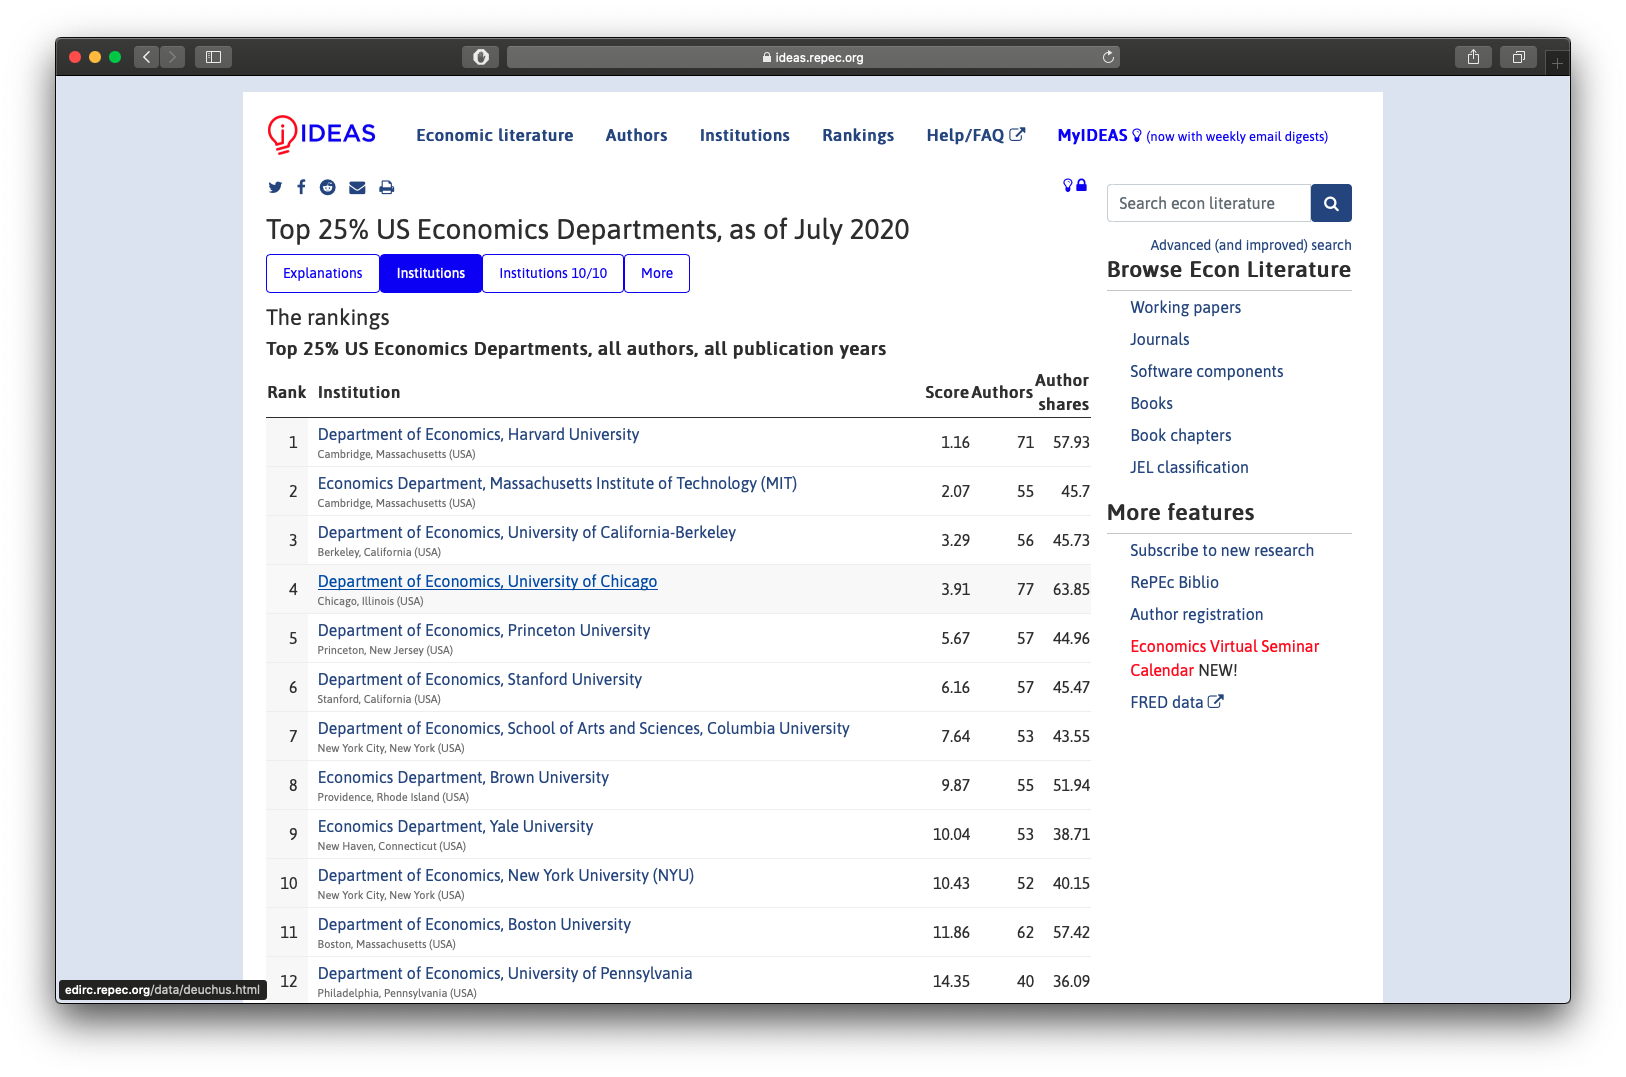 ideas.repec.org
IDEAS
Economic literature Authors Institutions Rankings Help/FAQ MyIDEAS (now with weekly email digests)
Search econ literature
Advanced (and improved) search
Top 25% US Economics Departments, as of July 2020
Explanations Institutions Institutions 10/10 More
The rankings
Top 25% US Economics Departments, all authors, all publication years
Rank Institution Score Authors Author shares
1 Department of Economics, Harvard University 1.16 71 57.93
Cambridge, Massachusetts (USA)
2 Economics Department, Massachusetts Institute of Technology (MIT) 2.07 55 45.7
Cambridge, Massachusetts (USA)
3 Department of Economics, University of California-Berkeley 3.29 56 45.73
Berkeley, California (USA)
4 Department of Economics, University of Chicago 3.91 77 63.85
Chicago, Illinois (USA)
5 Department of Economics, Princeton University 5.67 57 44.96
Princeton, New Jersey (USA)
6 Department of Economics, Stanford University 6.16 57 45.47
Stanford, California (USA)
7 Department of Economics, School of Arts and Sciences, Columbia University 7.64 53 43.55
New York City, New York (USA)
8 Economics Department, Brown University 9.87 55 51.94
Providence, Rhode Island (USA)
9 Economics Department, Yale University 10.04 53 38.71
New Haven, Connecticut (USA)
10 Department of Economics, New York University (NYU) 10.43 52 40.15
New York City, New York (USA)
11 Department of Economics, Boston University 11.86 62 57.42
Boston, Massachusetts (USA)
12 Department of Economics, University of Pennsylvania 14.35 40 36.09
Philadelphia, Pennsylvania (USA)
Browse Econ Literature
Working papers
Journals
Software components
Books
Book chapters
JEL classification
More features
Subscribe to new research
RePEc Biblio
Author registration
Economics Virtual Seminar
Calendar NEW!
FRED data
edirc.repec.org/data/deuchus.html